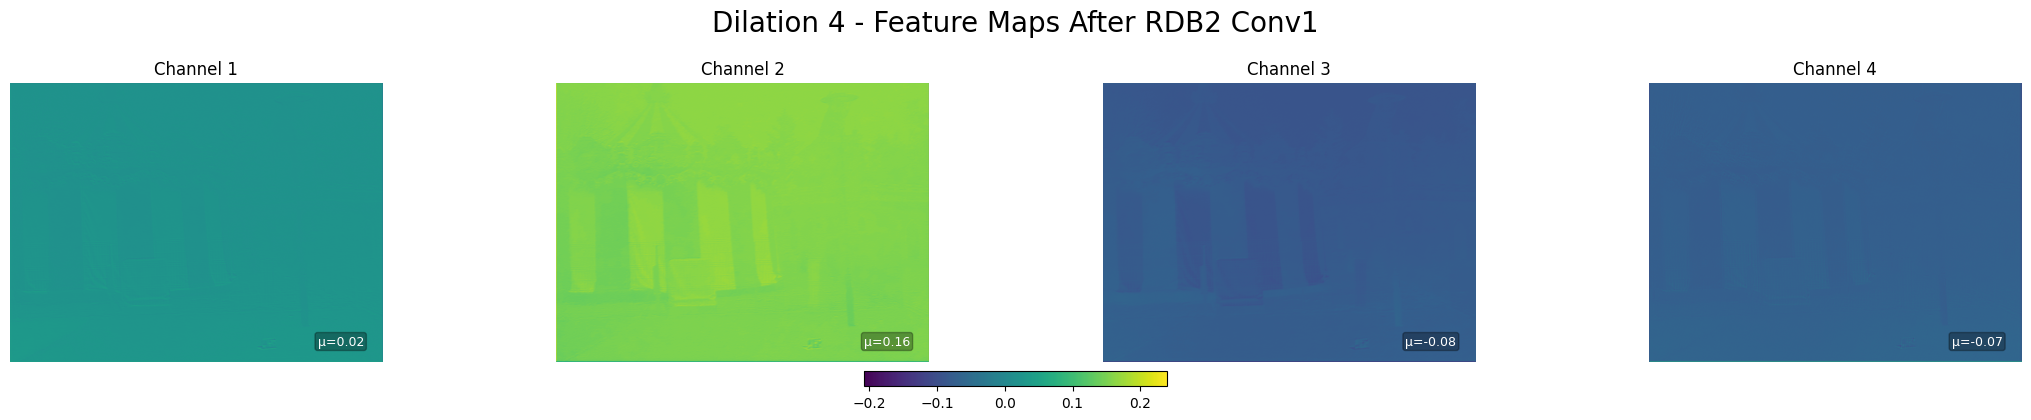 Dilation 4 - Feature Maps After RDB2 Conv1
Channel 1
Channel 2
Channel 3
Channel 4
μ=0.02
μ=0.16
μ=-0.08
μ=-0.07
−0.2
−0.1
0.0
0.1
0.2